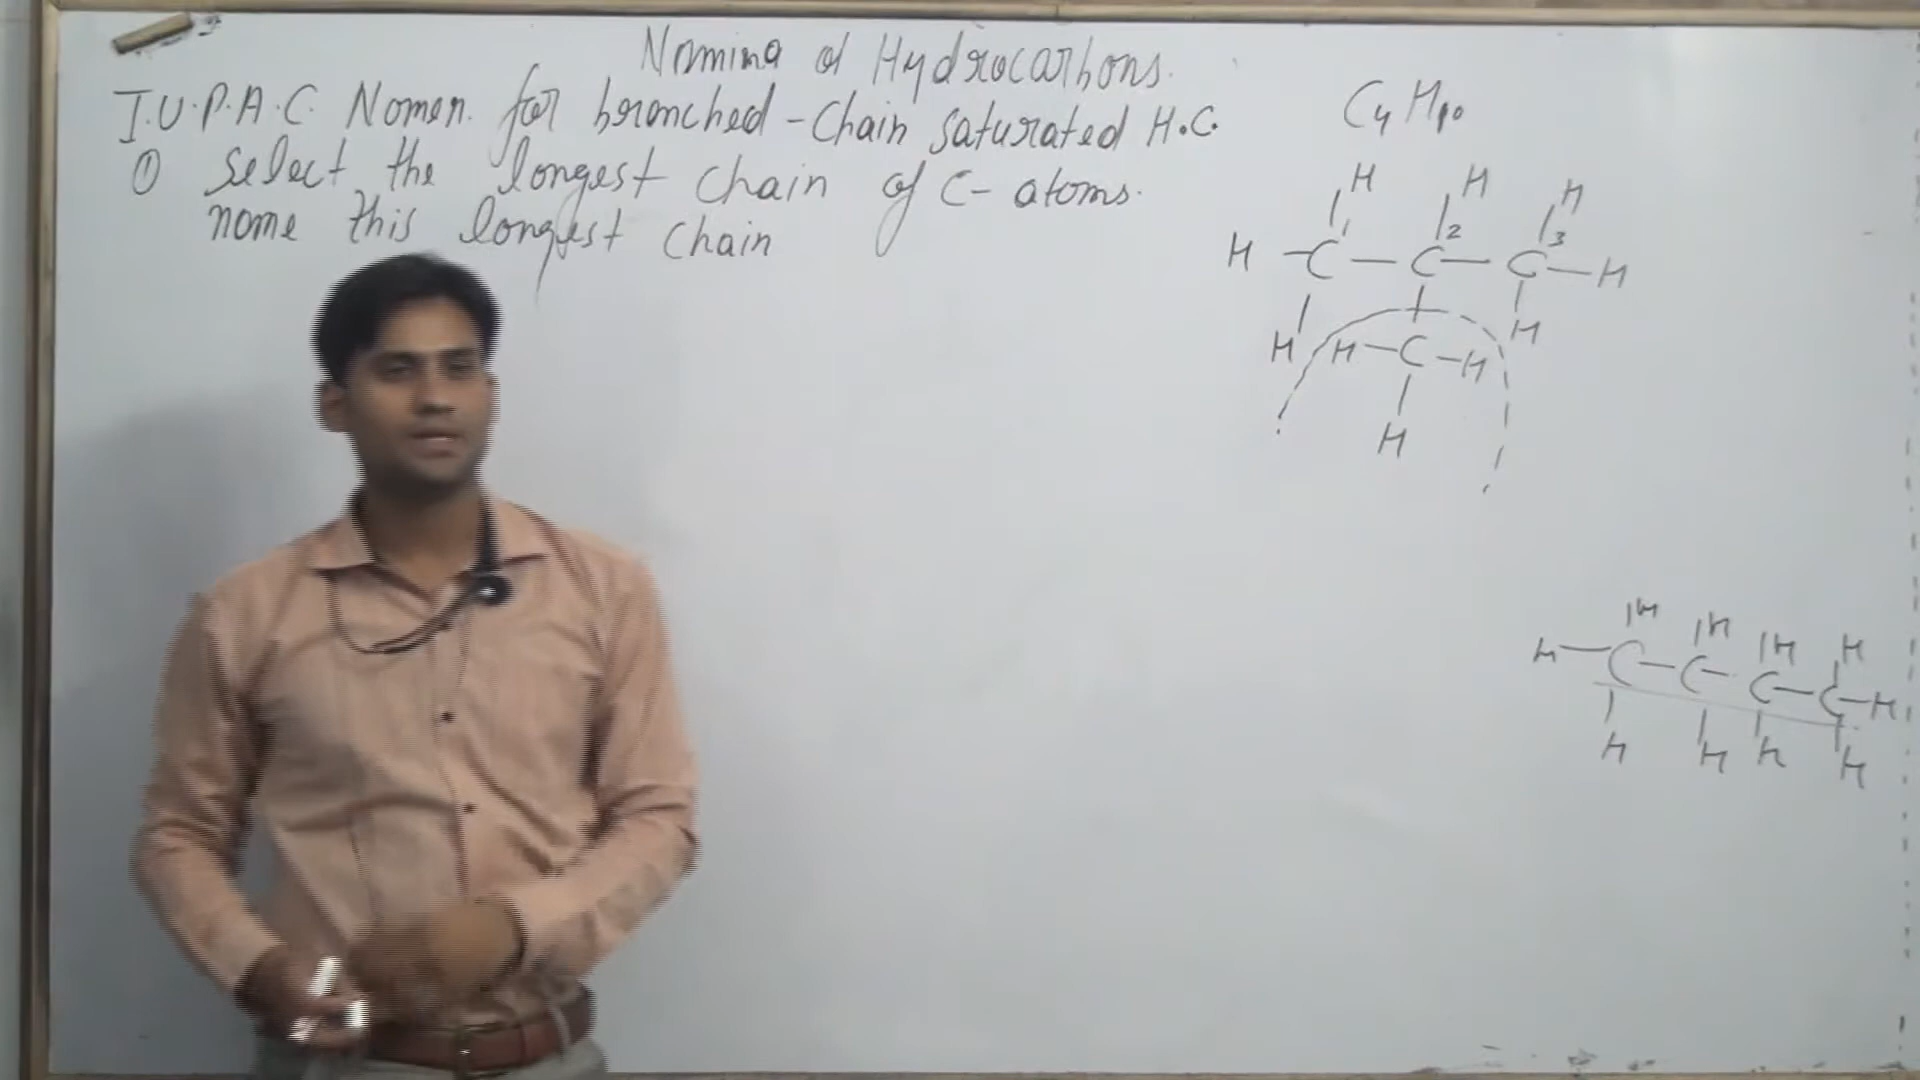 Nomina of Hydrocarbons.
I.U.P.A.C. Nomen. for branched-Chain saturated H.C.
① Select the longest chain of C-atoms.
name this longest chain
C₄H₁₀
H H H
1 2 3
H-C-C-C-H
H H
H-C-H
H
H H H H
H-C-C-C-C-H
H H H H